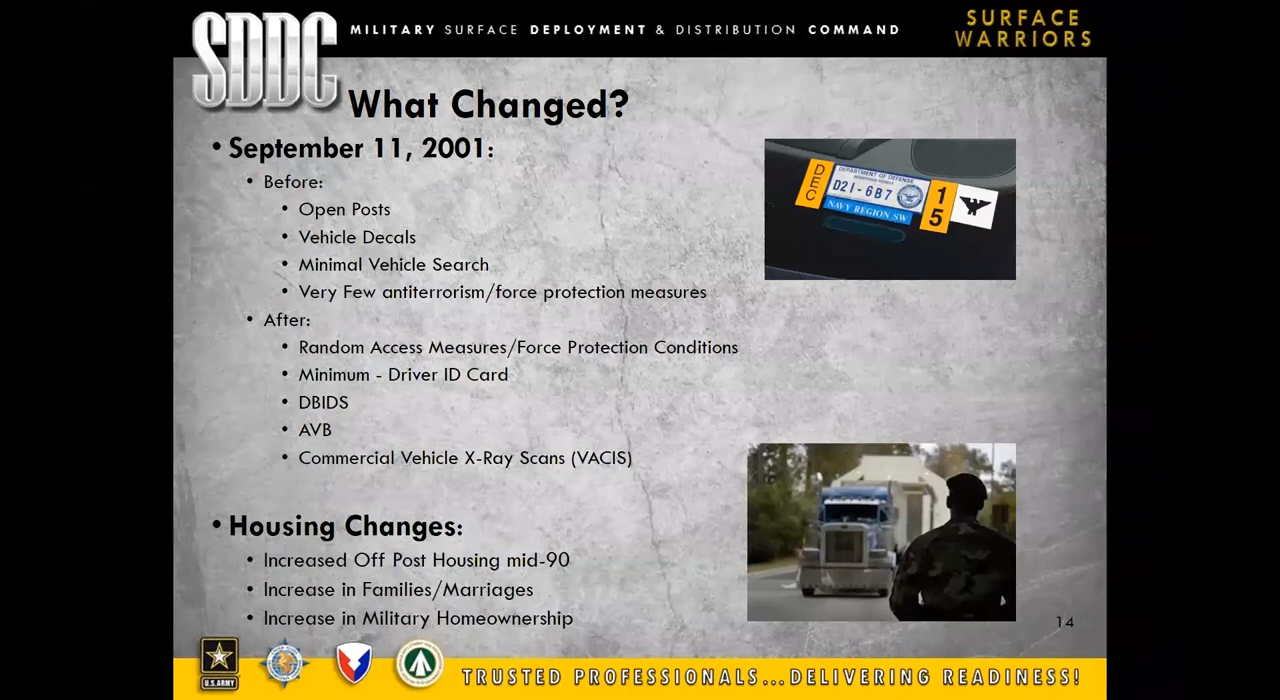 SDDC
MILITARY SURFACE DEPLOYMENT & DISTRIBUTION COMMAND
SURFACE
WARRIORS
What Changed?
• September 11, 2001:
• Before:
• Open Posts
• Vehicle Decals
• Minimal Vehicle Search
• Very Few antiterrorism/force protection measures
• After:
• Random Access Measures/Force Protection Conditions
• Minimum - Driver ID Card
• DBIDS
• AVB
• Commercial Vehicle X-Ray Scans (VACIS)
DEC
DEPARTMENT OF DEFENSE
D21-6B7
NAVY REGION SW
15
• Housing Changes:
• Increased Off Post Housing mid-90
• Increase in Families/Marriages
• Increase in Military Homeownership
14
U.S.ARMY
TRUSTED PROFESSIONALS...DELIVERING READINESS!